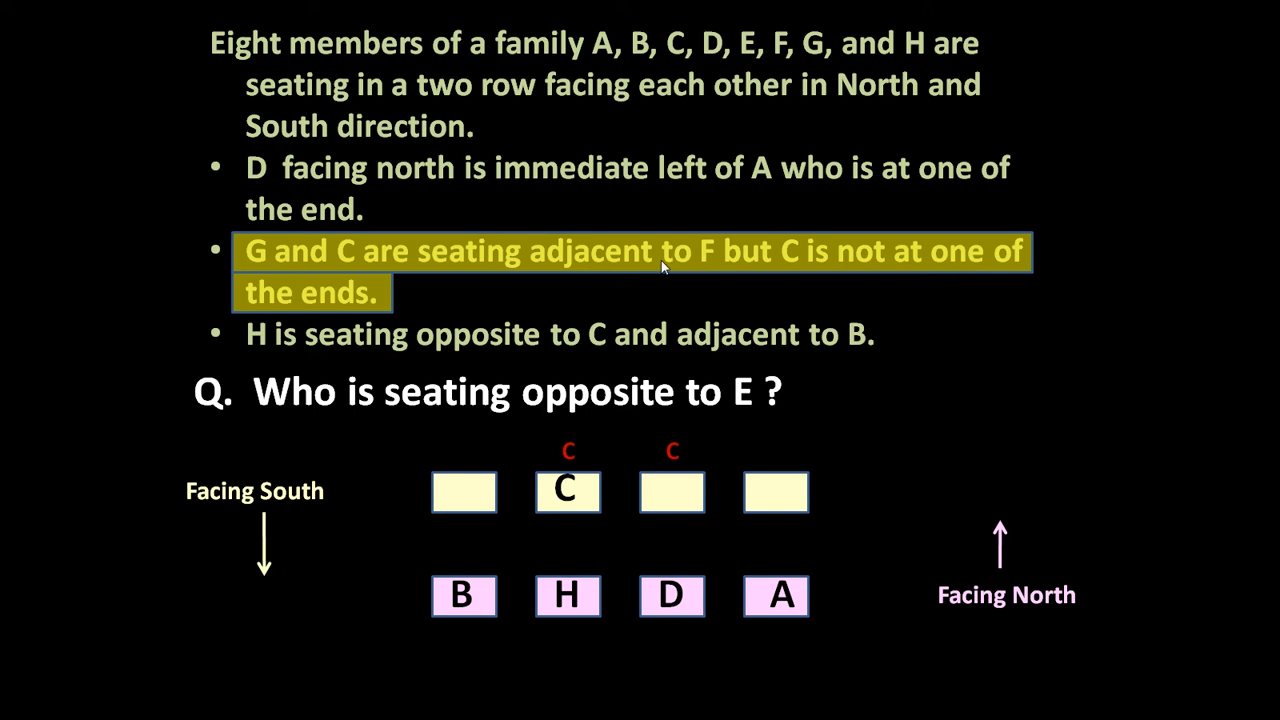 Eight members of a family A, B, C, D, E, F, G, and H are
seating in a two row facing each other in North and
South direction.
• D facing north is immediate left of A who is at one of
the end.
• G and C are seating adjacent to F but C is not at one of
the ends.
• H is seating opposite to C and adjacent to B.
Q. Who is seating opposite to E ?
C C
Facing South C
B H D A Facing North